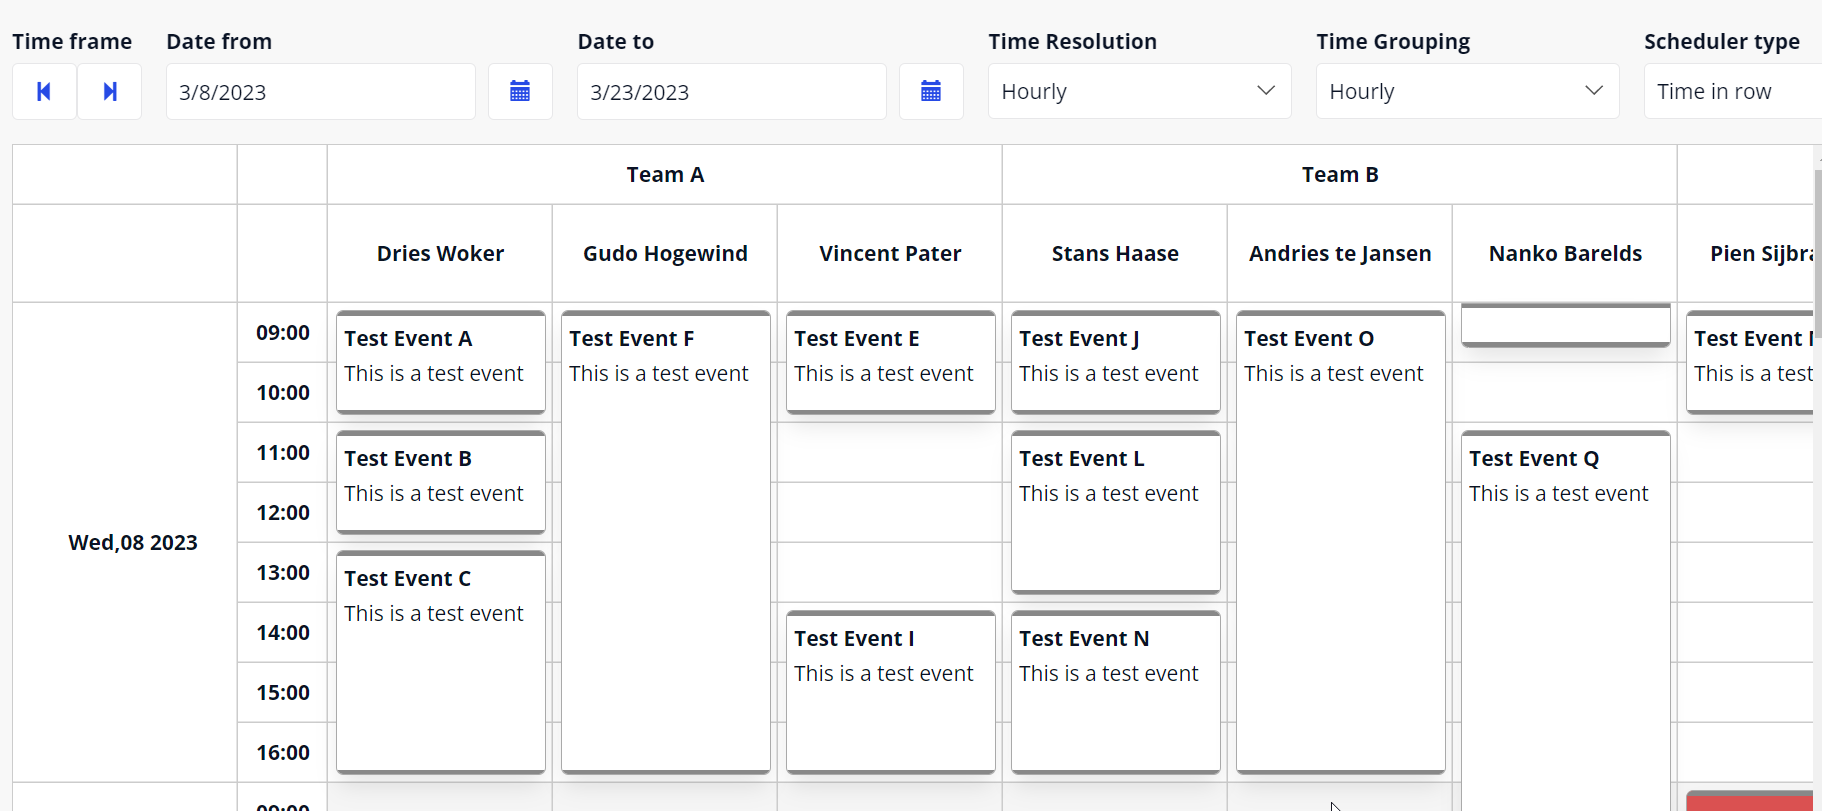 Time frame
Date from
Date to
Time Resolution
Time Grouping
Scheduler type
3/8/2023
3/23/2023
Hourly
Hourly
Time in row
Team A
Team B
Dries Woker
Gudo Hogewind
Vincent Pater
Stans Haase
Andries te Jansen
Nanko Barelds
Pien
Wed,08 2023
09:00
Test Event A
This is a test event
Test Event F
This is a test event
Test Event E
This is a test event
Test Event J
This is a test event
Test Event O
This is a test event
Test Event
This is a test
10:00
11:00
Test Event B
This is a test event
Test Event L
This is a test event
Test Event Q
This is a test event
12:00
13:00
Test Event C
This is a test event
14:00
Test Event I
This is a test event
Test Event N
This is a test event
15:00
16:00